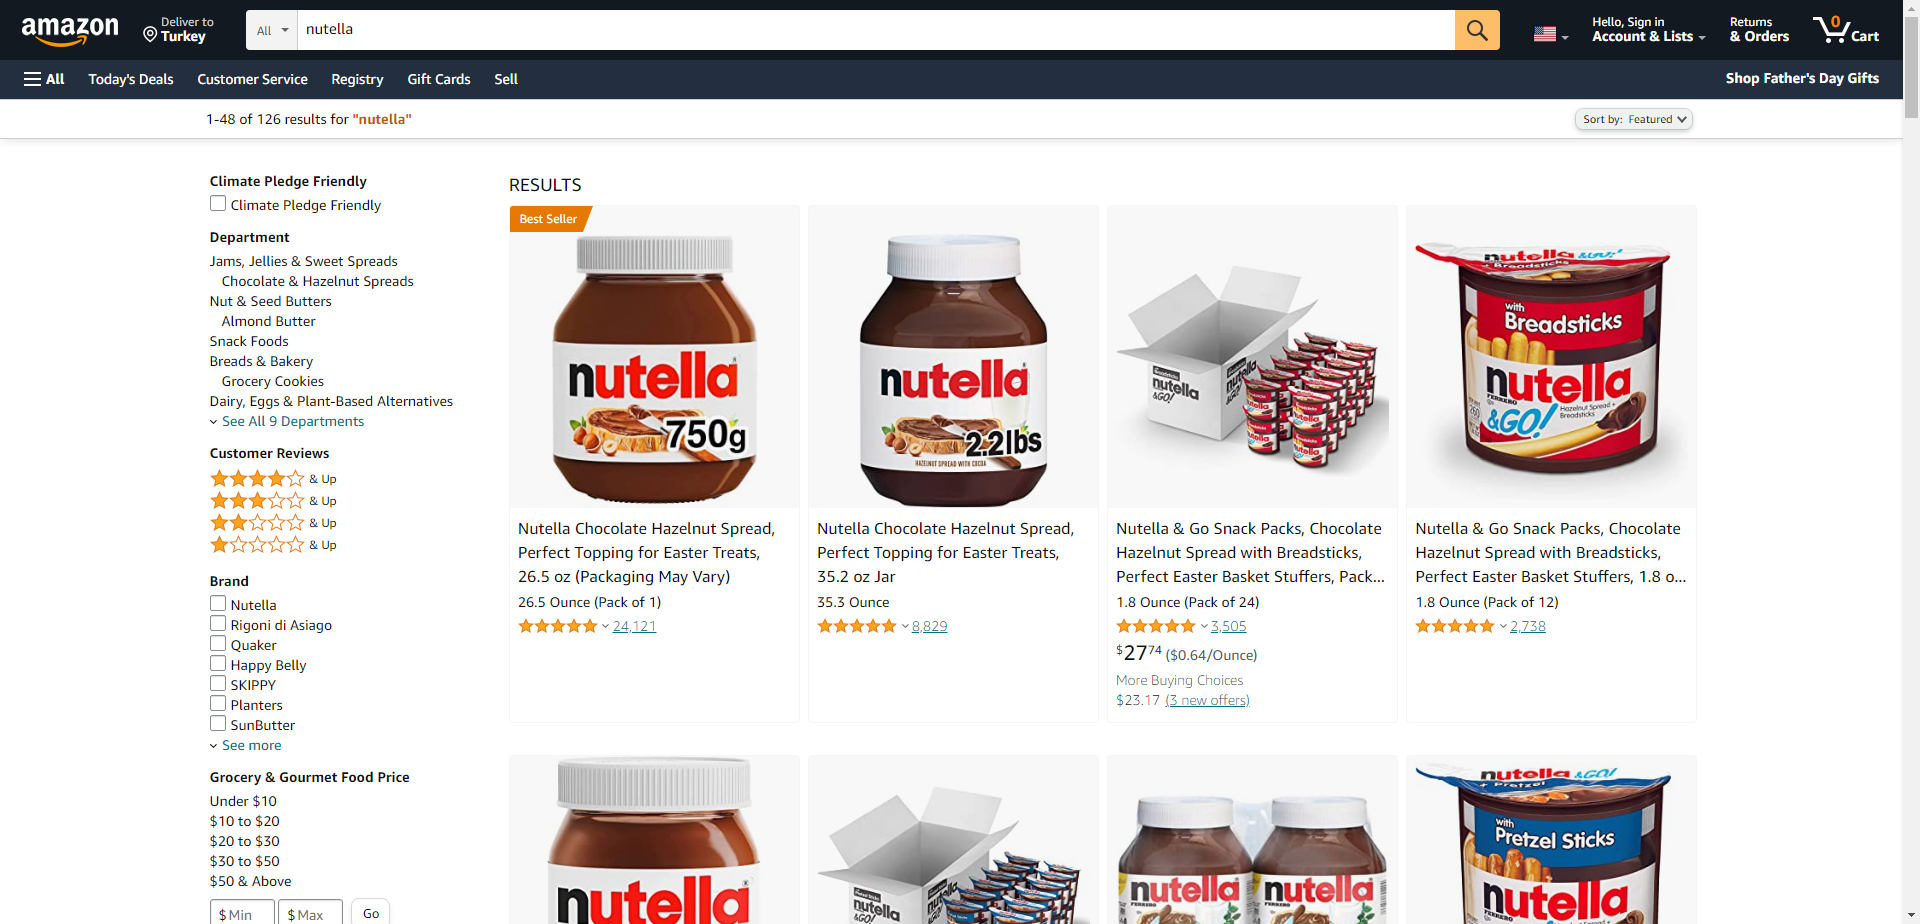 amazon
Deliver to
Turkey
All
nutella
Hello, Sign in
Account & Lists
Returns
& Orders
0
Cart
All
Today's Deals
Customer Service
Registry
Gift Cards
Sell
Shop Father's Day Gifts
1-48 of 126 results for "nutella"
Sort by: Featured
Climate Pledge Friendly
Climate Pledge Friendly
Department
Jams, Jellies & Sweet Spreads
Chocolate & Hazelnut Spreads
Nut & Seed Butters
Almond Butter
Snack Foods
Breads & Bakery
Grocery Cookies
Dairy, Eggs & Plant-Based Alternatives
See All 9 Departments
Customer Reviews
& Up
& Up
& Up
& Up
Brand
Nutella
Rigoni di Asiago
Quaker
Happy Belly
SKIPPY
Planters
SunButter
See more
Grocery & Gourmet Food Price
Under $10
$10 to $20
$20 to $30
$30 to $50
$50 & Above
$ Min
$ Max
Go
RESULTS
Best Seller
nutella
750g
Nutella Chocolate Hazelnut Spread,
Perfect Topping for Easter Treats,
26.5 oz (Packaging May Vary)
26.5 Ounce (Pack of 1)
24,121
nutella
2.2lbs
HAZELNUT SPREAD WITH COCOA
Nutella Chocolate Hazelnut Spread,
Perfect Topping for Easter Treats,
35.2 oz Jar
35.3 Ounce
8,829
nutella
&GO!
Nutella & Go Snack Packs, Chocolate
Hazelnut Spread with Breadsticks,
Perfect Easter Basket Stuffers, Pack...
1.8 Ounce (Pack of 24)
3,505
$27 74 ($0.64/Ounce)
More Buying Choices
$23.17 (3 new offers)
nutella &GO!
+ Breadsticks
with
Breadsticks
nutella
FERRERO
&GO!
Hazelnut Spread +
Breadsticks
260
Nutella & Go Snack Packs, Chocolate
Hazelnut Spread with Breadsticks,
Perfect Easter Basket Stuffers, 1.8 o...
1.8 Ounce (Pack of 12)
2,738
nutella
nutella
&GO!
nutella
FERRERO
nutella
FERRERO
nutella &GO!
+ Pretzel
with
Pretzel Sticks
nutella
FERRERO